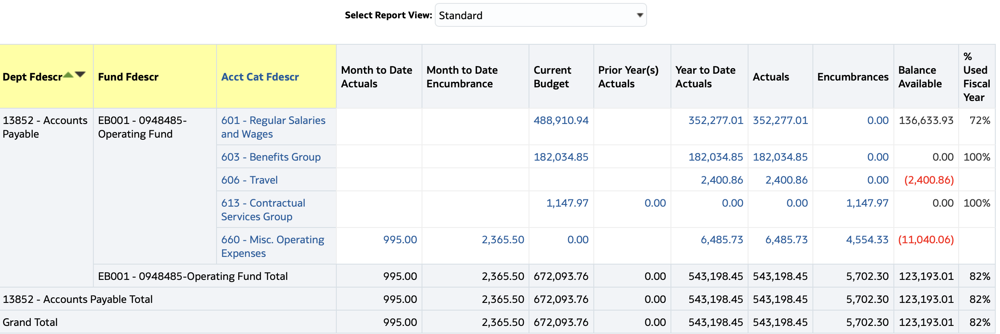 Select Report View: Standard
Dept Fdescr Fund Fdescr Acct Cat Fdescr Month to Date Actuals Month to Date Encumbrance Current Budget Prior Year(s) Actuals Year to Date Actuals Actuals Encumbrances Balance Available % Used Fiscal Year
13852 - Accounts Payable EB001 - 0948485-Operating Fund 601 - Regular Salaries and Wages 488,910.94 352,277.01 352,277.01 0.00 136,633.93 72%
603 - Benefits Group 182,034.85 182,034.85 182,034.85 0.00 0.00 100%
606 - Travel 2,400.86 2,400.86 0.00 (2,400.86)
613 - Contractual Services Group 1,147.97 0.00 0.00 0.00 1,147.97 0.00 100%
660 - Misc. Operating Expenses 995.00 2,365.50 0.00 6,485.73 6,485.73 4,554.33 (11,040.06)
EB001 - 0948485-Operating Fund Total 995.00 2,365.50 672,093.76 0.00 543,198.45 543,198.45 5,702.30 123,193.01 82%
13852 - Accounts Payable Total 995.00 2,365.50 672,093.76 0.00 543,198.45 543,198.45 5,702.30 123,193.01 82%
Grand Total 995.00 2,365.50 672,093.76 0.00 543,198.45 543,198.45 5,702.30 123,193.01 82%